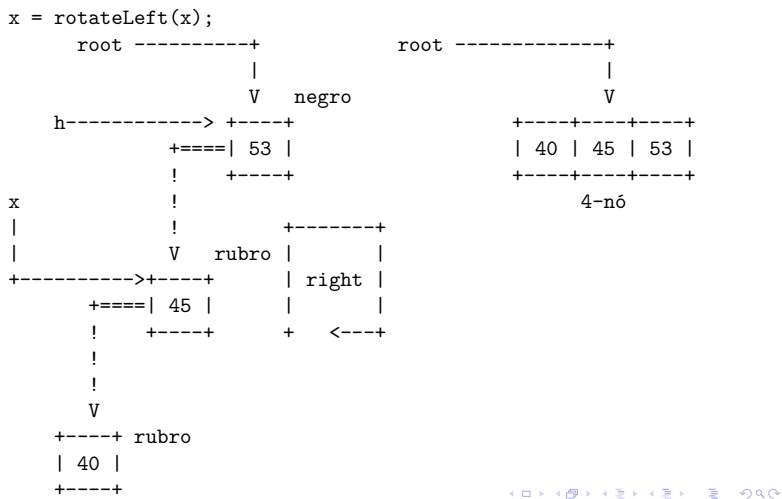 x = rotateLeft(x);
      root ----------+            root -------------+
                     |                              |
                     V   negro                      V
    h------------> +----+                   +----+----+----+
              +====| 53 |                   | 40 | 45 | 53 |
              !    +----+                   +----+----+----+
x             !                                  4-nó
|             !         +-------+
|             V   rubro |       |
+---------->+----+      | right |
       +====| 45 |      |       |
       !    +----+      +   <---+
       !
       !
       V
    +----+ rubro
    | 40 |
    +----+